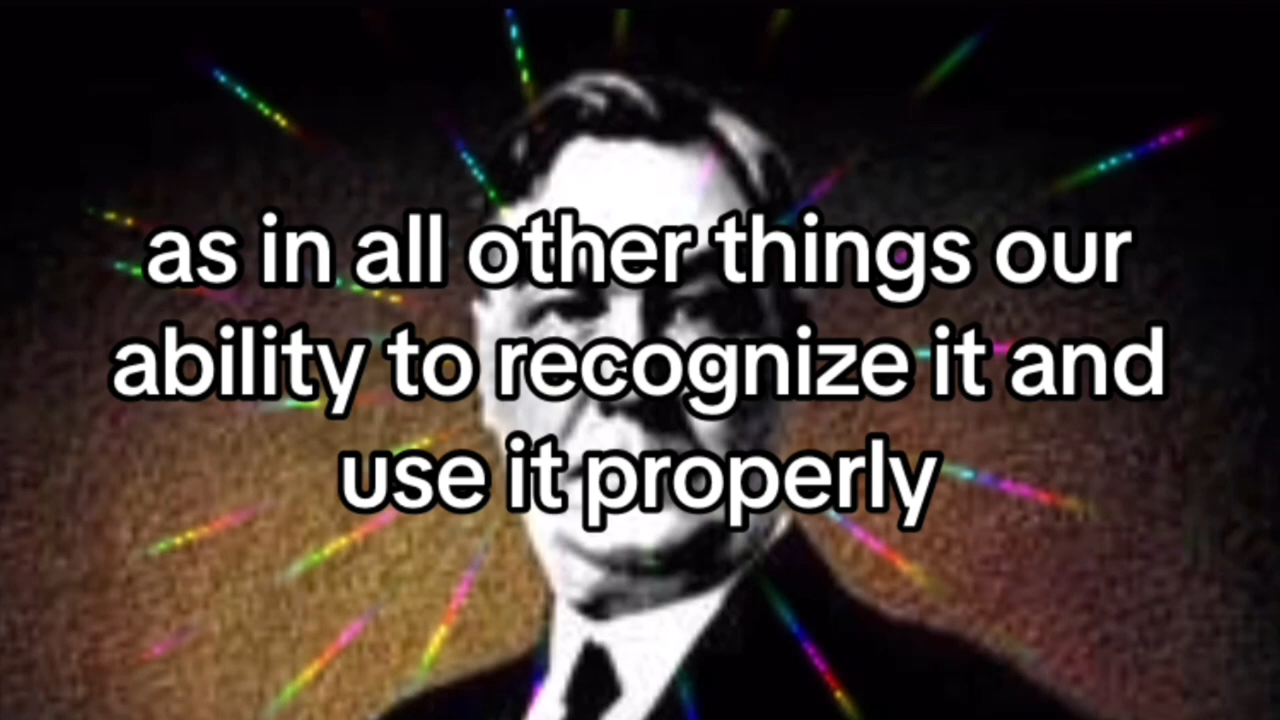 as in all other things our
ability to recognize it and
use it properly